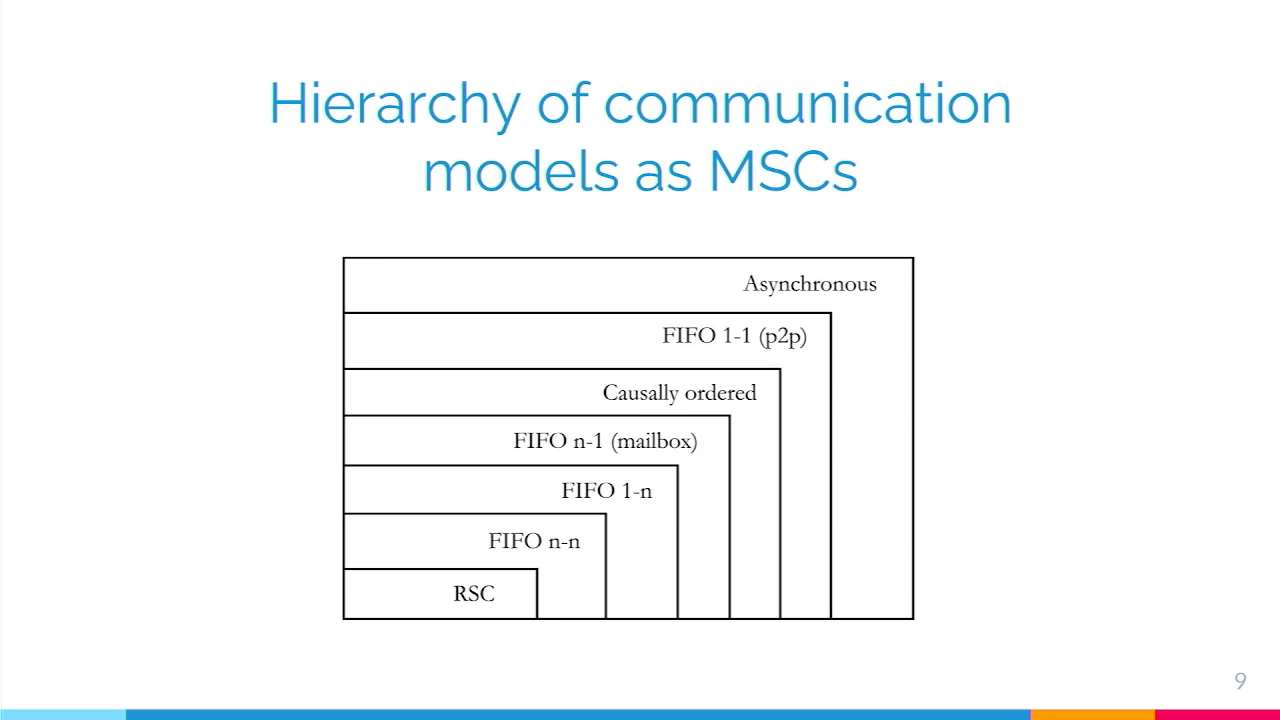 Hierarchy of communication
models as MSCs
Asynchronous
FIFO 1-1 (p2p)
Causally ordered
FIFO n-1 (mailbox)
FIFO 1-n
FIFO n-n
RSC
9